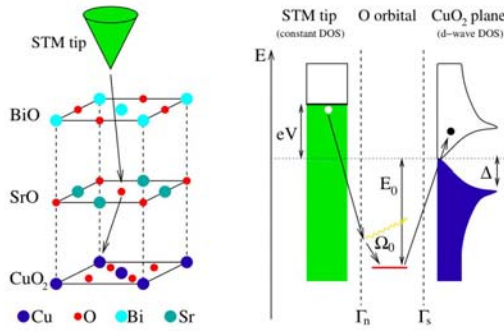 STM tip
BiO
SrO
CuO₂
Cu O Bi Sr
STM tip O orbital CuO₂ plane
(constant DOS) (d−wave DOS)
E
eV
E₀
Δ
Ω₀
Γₙ Γₛ